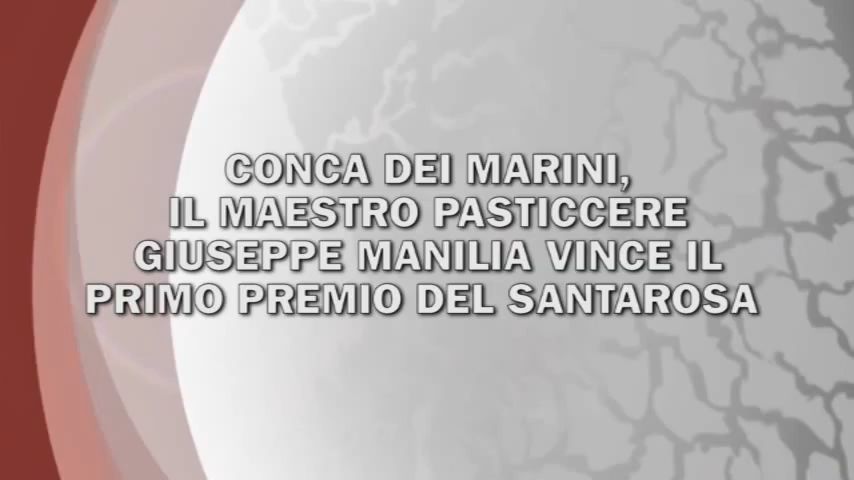 CONCA DEI MARINI,
IL MAESTRO PASTICCERE
GIUSEPPE MANILIA VINCE IL
PRIMO PREMIO DEL SANTAROSA